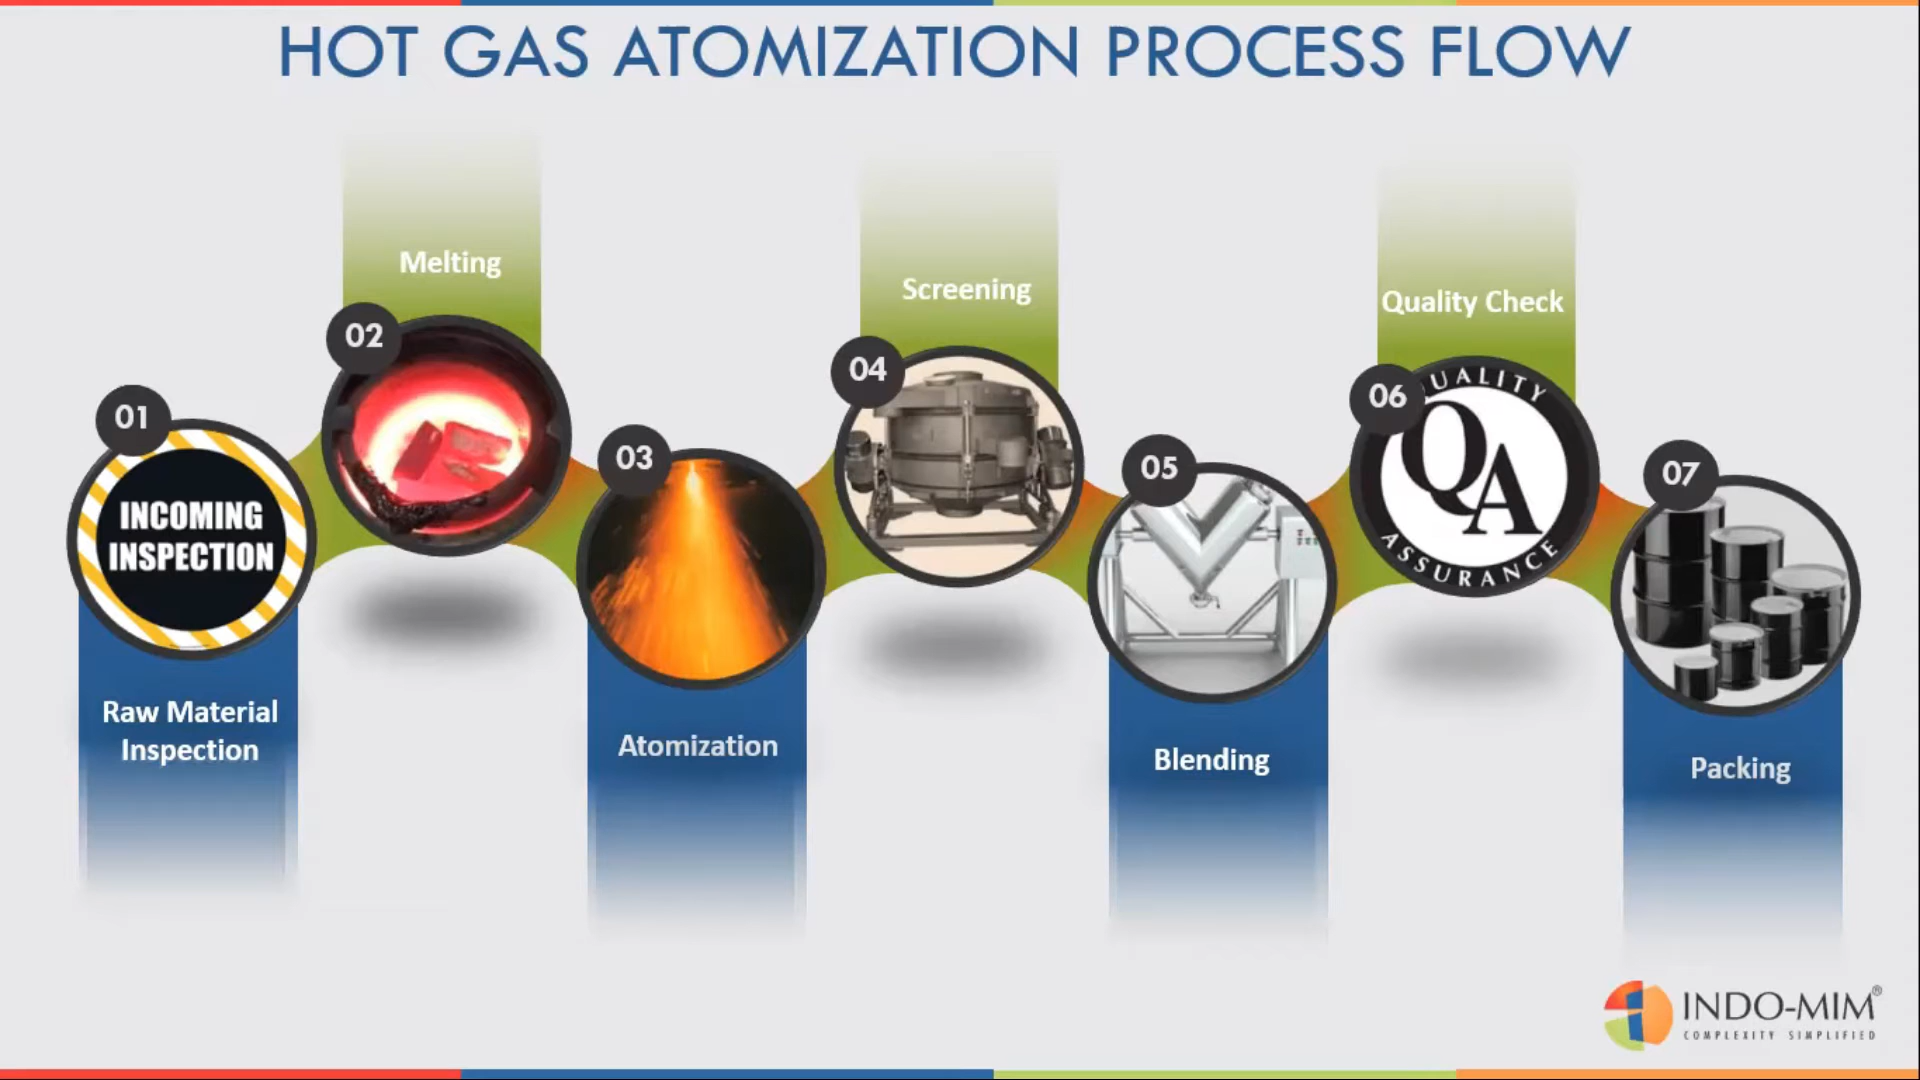 HOT GAS ATOMIZATION PROCESS FLOW
01
INCOMING
INSPECTION
Raw Material
Inspection
02
Melting
03
Atomization
04
Screening
05
Blending
06
Quality Check
QUALITY
QA
ASSURANCE
07
Packing
INDO-MIM®
COMPLEXITY SIMPLIFIED